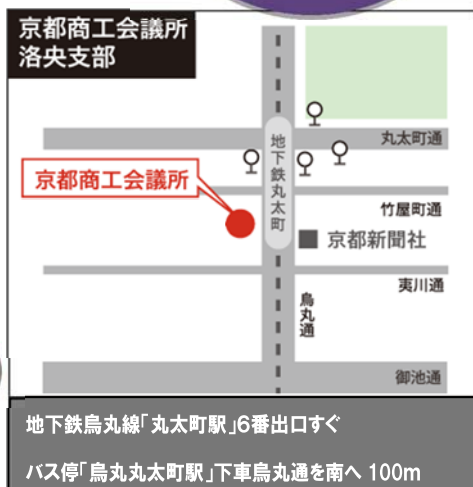 京都商工会議所
洛央支部
丸太町通
地下鉄丸太町
京都商工会議所
竹屋町通
京都新聞社
夷川通
烏丸通
御池通
地下鉄烏丸線「丸太町駅」6番出口すぐ
バス停「烏丸丸太町駅」下車烏丸通を南へ 100m